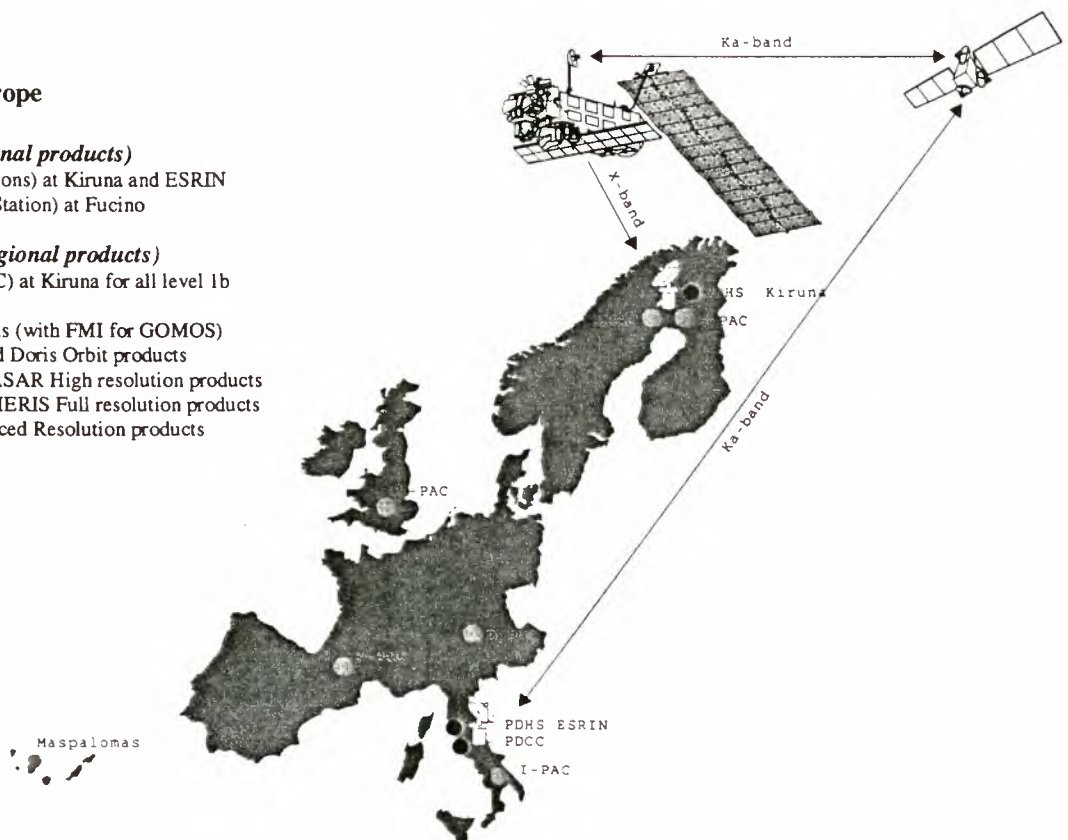 Ka-band
rope
nal products)
ons) at Kiruna and ESRIN
Station) at Fucino
X-band
gional products)
C) at Kiruna for all level 1b
HS Kiruna
s (with FMI for GOMOS)
PAC
d Doris Orbit products
ASAR High resolution products
MERIS Full resolution products
ced Resolution products
Ka-band
-PAC
PDHS ESRIN
PDCC
Maspalomas
I-PAC